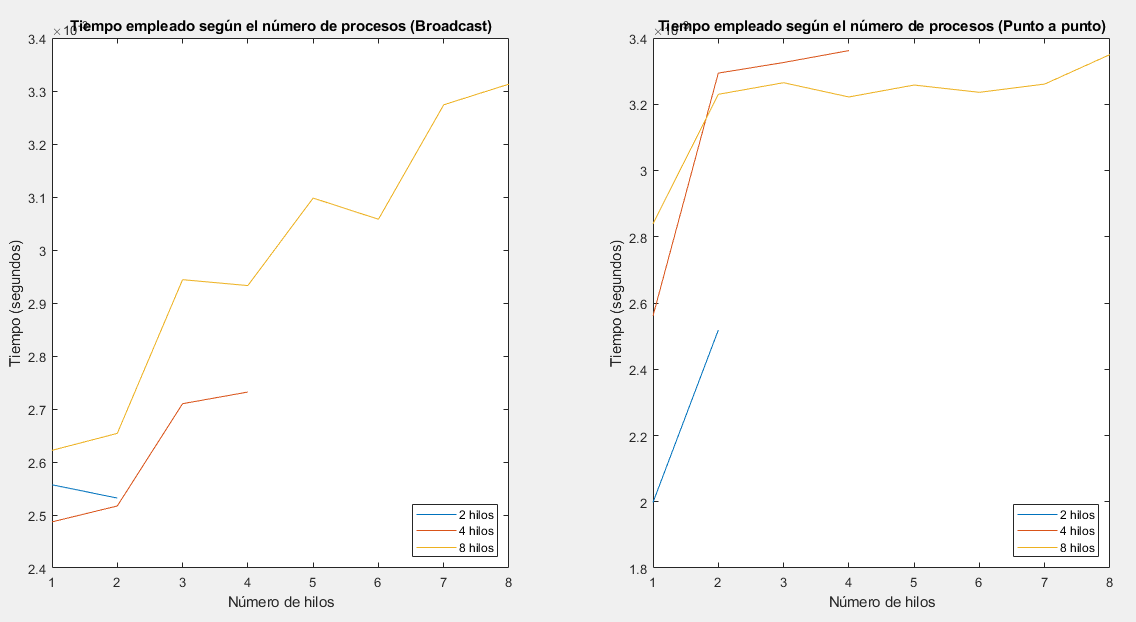 Tiempo empleado según el número de procesos (Broadcast)
3.4
3.3
3.2
3.1
3
2.9
2.8
2.7
2.6
2.5
2.4
Tiempo (segundos)
1 2 3 4 5 6 7 8
Número de hilos
2 hilos
4 hilos
8 hilos
Tiempo empleado según el número de procesos (Punto a punto)
3.4
3.2
3
2.8
2.6
2.4
2.2
2
1.8
Tiempo (segundos)
1 2 3 4 5 6 7 8
Número de hilos
2 hilos
4 hilos
8 hilos